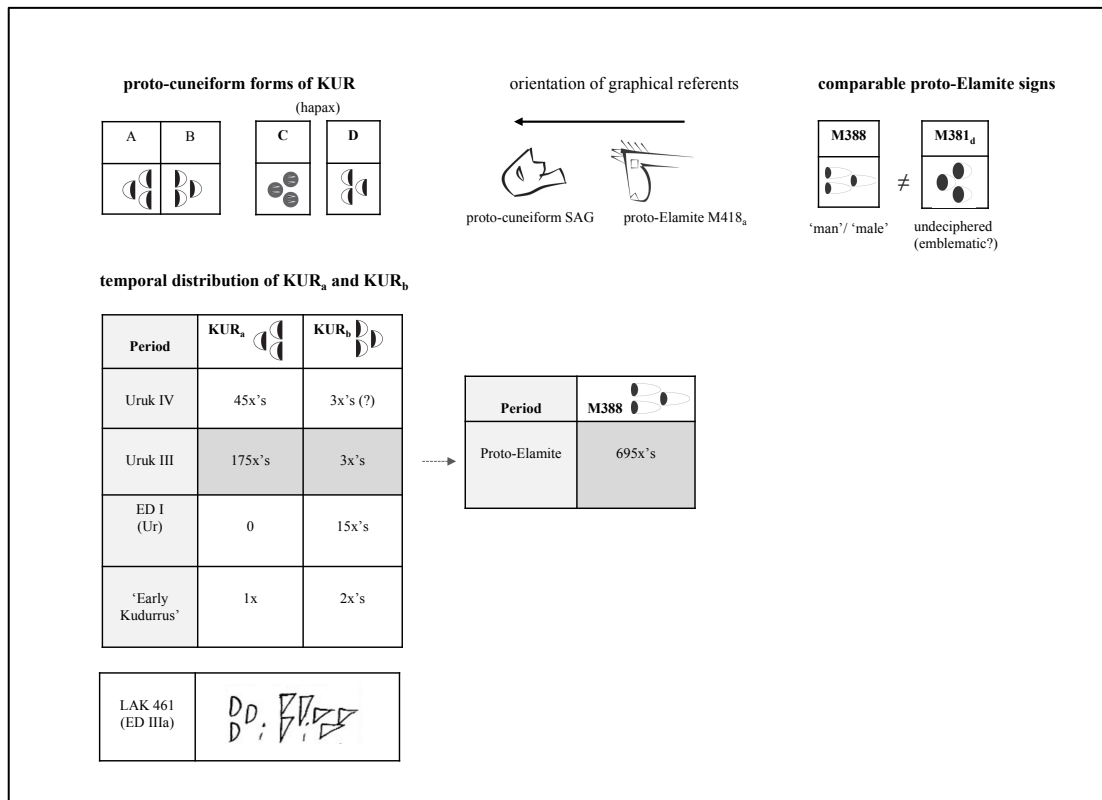 proto-cuneiform forms of KUR
(hapax)
A B C D
orientation of graphical referents
proto-cuneiform SAG
proto-Elamite M418a
comparable proto-Elamite signs
M388 ≠ M381d
‘man’/ ‘male’
undeciphered
(emblematic?)
temporal distribution of KURa and KURb
Period KURa KURb
Uruk IV 45x's 3x's (?)
Uruk III 175x's 3x's
ED I
(Ur) 0 15x's
‘Early
Kudurrus’ 1x 2x's
Period M388
Proto-Elamite 695x's
LAK 461
(ED IIIa)